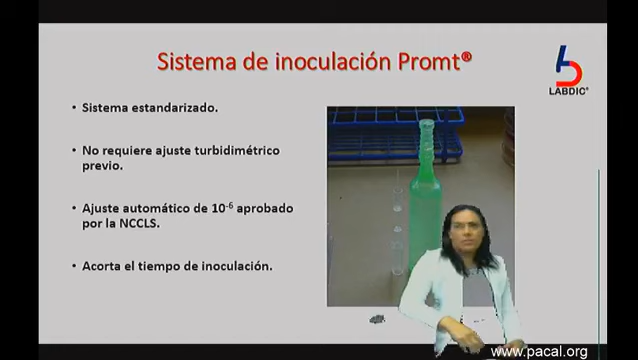 Sistema de inoculación Promt®
LABDIC®
• Sistema estandarizado.
• No requiere ajuste turbidimétrico
previo.
• Ajuste automático de 10-6 aprobado
por la NCCLS.
• Acorta el tiempo de inoculación.
www.pacal.org